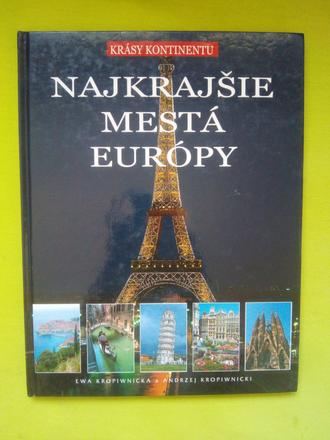 KRÁSY KONTINENTU
NAJKRAJŠIE
MESTÁ
EURÓPY
EWA KROPIWNICKA & ANDRZEJ KROPIWNICKI